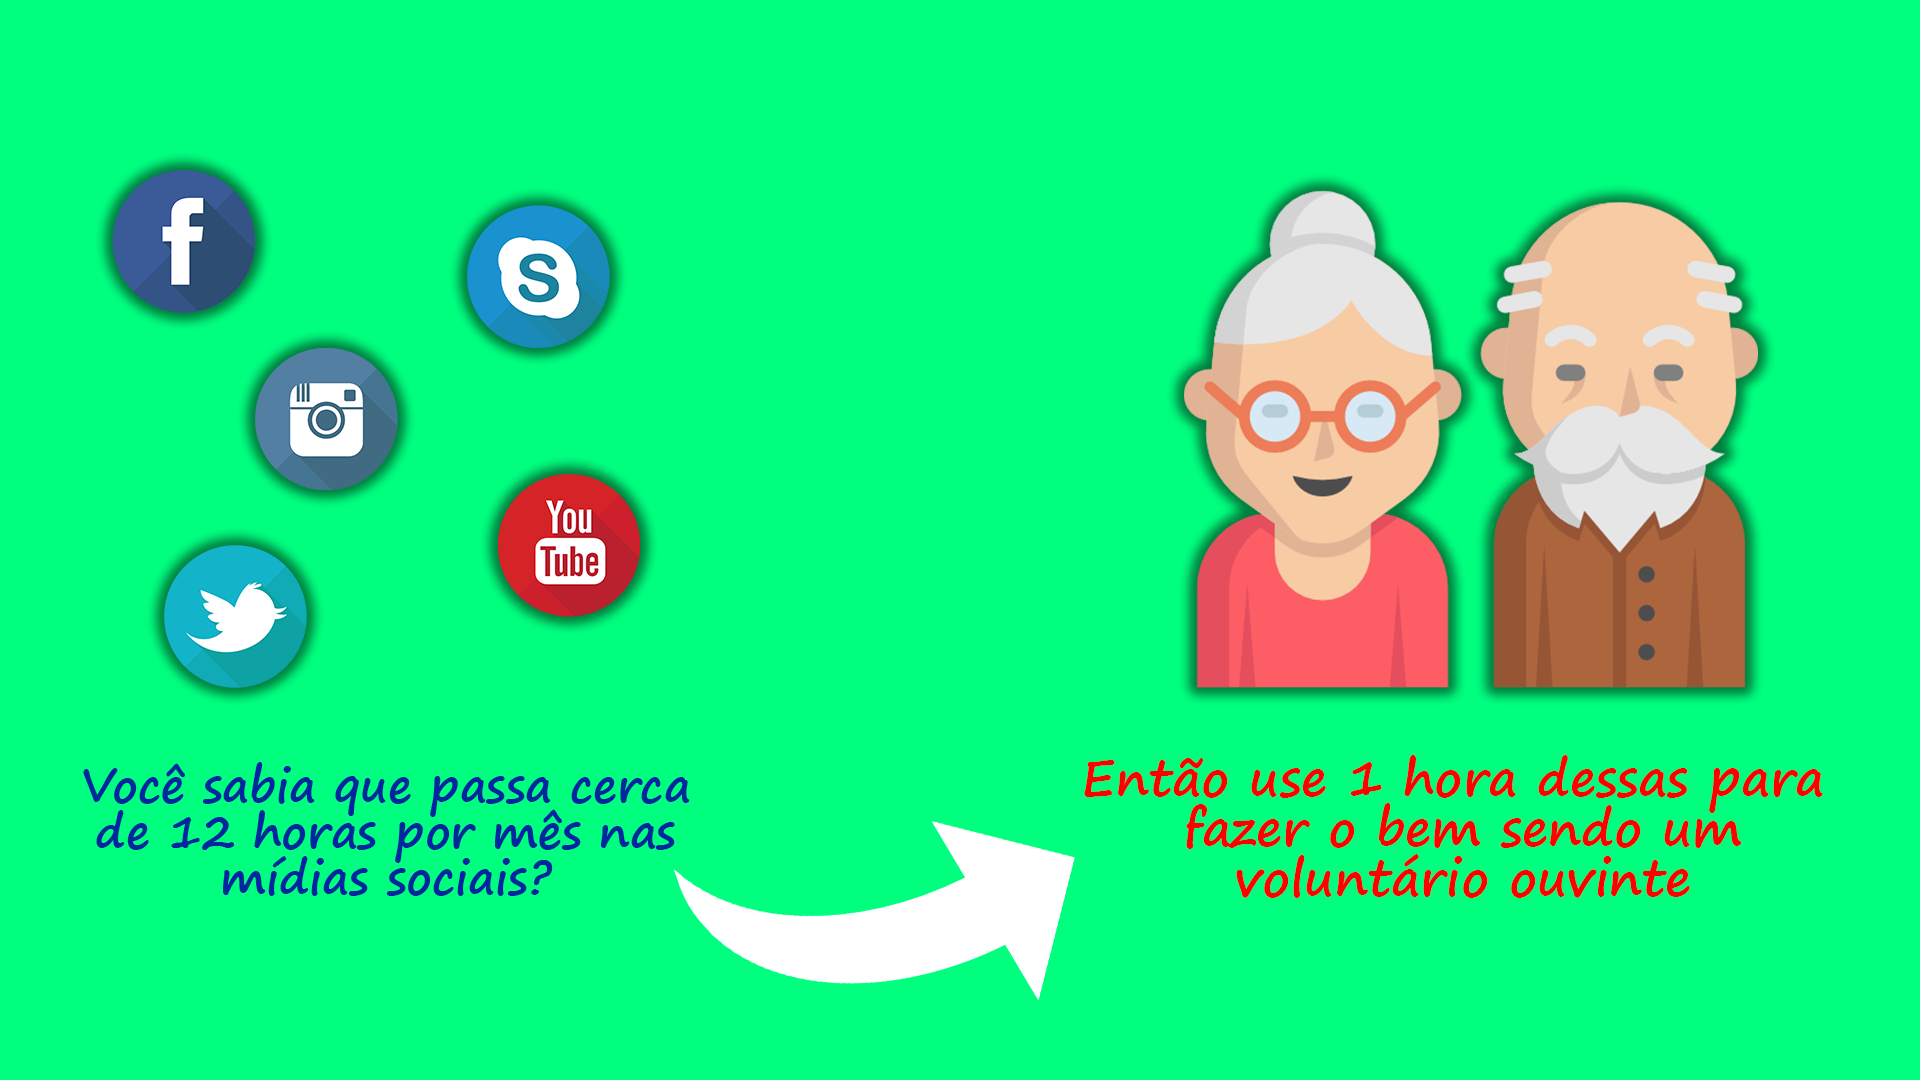 f
S
You
Tube
Você sabia que passa cerca
de 12 horas por mês nas
mídias sociais?
Então use 1 hora dessas para
fazer o bem sendo um
voluntário ouvinte